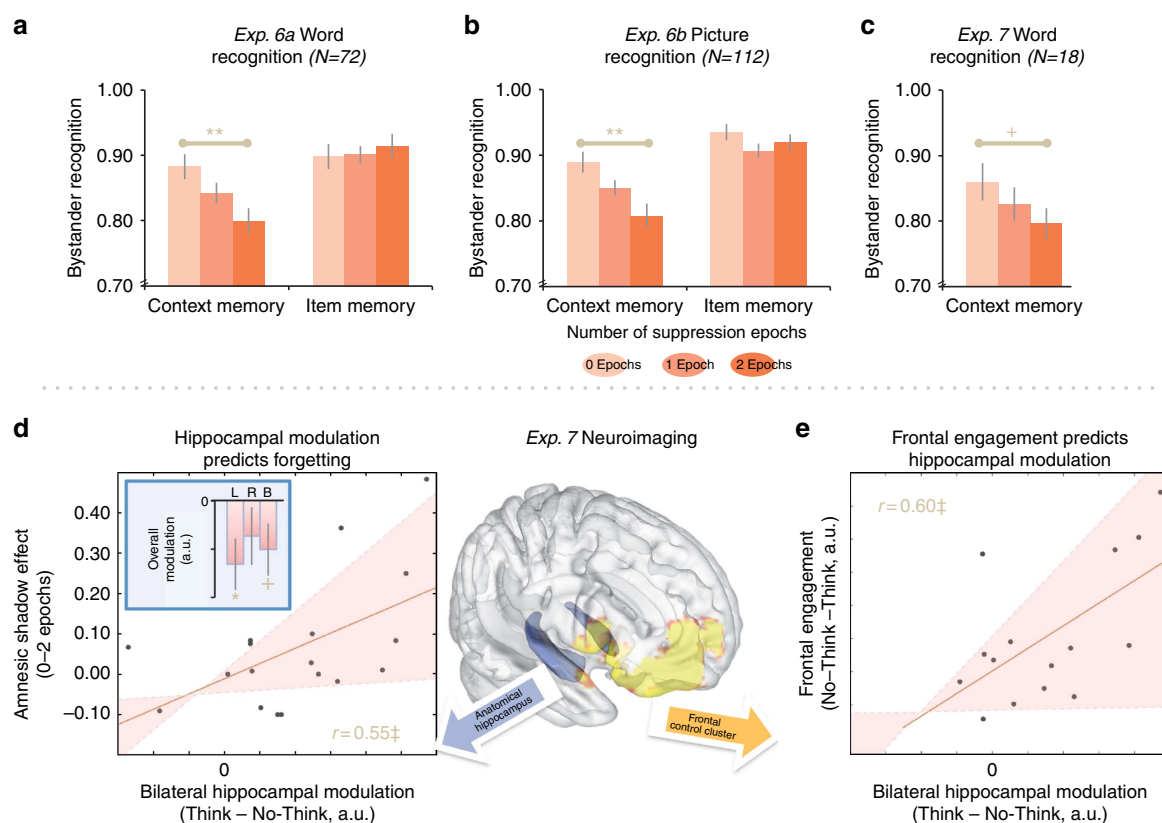 a
Exp. 6a Word
recognition (N=72)
Bystander recognition
1.00
0.90
0.80
0.70
**
Context memory
Item memory
b
Exp. 6b Picture
recognition (N=112)
Bystander recognition
1.00
0.90
0.80
0.70
**
Context memory
Item memory
Number of suppression epochs
0 Epochs
1 Epoch
2 Epochs
c
Exp. 7 Word
recognition (N=18)
Bystander recognition
1.00
0.90
0.80
0.70
+
Context memory
d
Hippocampal modulation
predicts forgetting
Amnesic shadow effect
(0–2 epochs)
0.40
0.30
0.20
0.10
0.00
−0.10
Overall
modulation
(a.u.)
0
L R B
* +
r = 0.55‡
0
Bilateral hippocampal modulation
(Think – No-Think, a.u.)
Exp. 7 Neuroimaging
Anatomical
hippocampus
Frontal
control cluster
e
Frontal engagement predicts
hippocampal modulation
Frontal engagement
(No–Think –Think, a.u.)
r = 0.60‡
0
Bilateral hippocampal modulation
(Think – No-Think, a.u.)